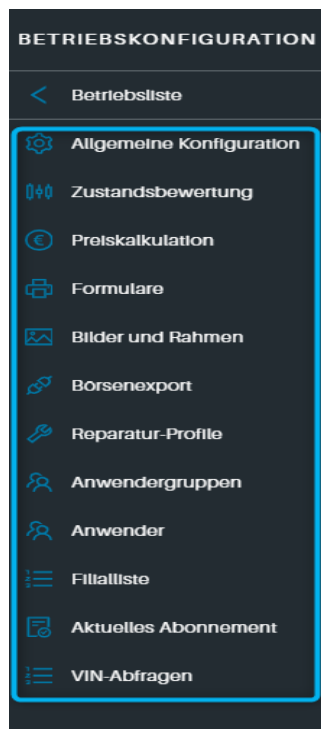 BETRIEBSKONFIGURATION
Betriebsliste
Allgemeine Konfiguration
Zustandsbewertung
Preiskalkulation
Formulare
Bilder und Rahmen
Börsenexport
Reparatur-Profile
Anwendergruppen
Anwender
Filialliste
Aktuelles Abonnement
VIN-Abfragen